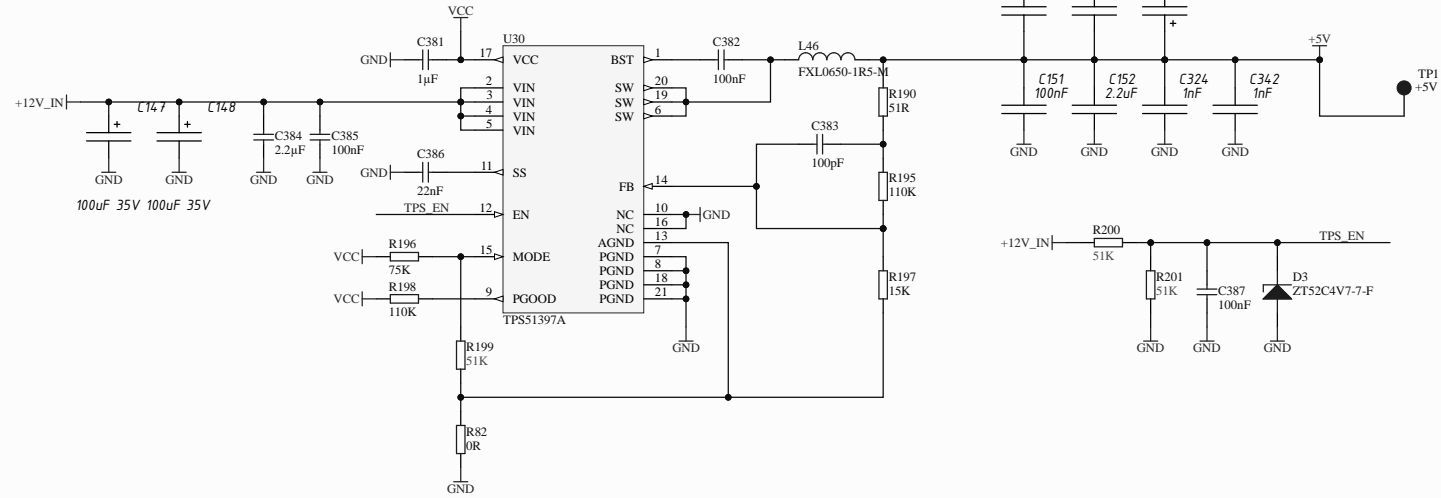 VCC
U30
C381
GND
1µF
17
VCC
BST
1
C382
100nF
L46
FXL0650-1R5-M
+5V
TP1
+5V
+12V_IN
C147
C148
2
3
4
5
VIN
VIN
VIN
VIN
SW
SW
SW
20
19
6
R190
51R
C151
100nF
C152
2.2uF
C324
1nF
C342
1nF
+
+
+
C384
2.2µF
C385
100nF
GND
GND
GND
GND
100uF 35V
100uF 35V
GND
C386
22nF
11
SS
C383
100pF
GND
GND
GND
GND
FB
14
R195
110K
TPS_EN
12
EN
NC
NC
10
16
GND
AGND
13
VCC
R196
75K
15
MODE
PGND
PGND
PGND
PGND
7
8
18
21
VCC
R198
110K
9
PGOOD
TPS51397A
R197
15K
GND
+12V_IN
R200
51K
TPS_EN
R201
51K
C387
100nF
D3
ZT52C4V7-7-F
GND
GND
GND
R199
51K
R82
0R
GND